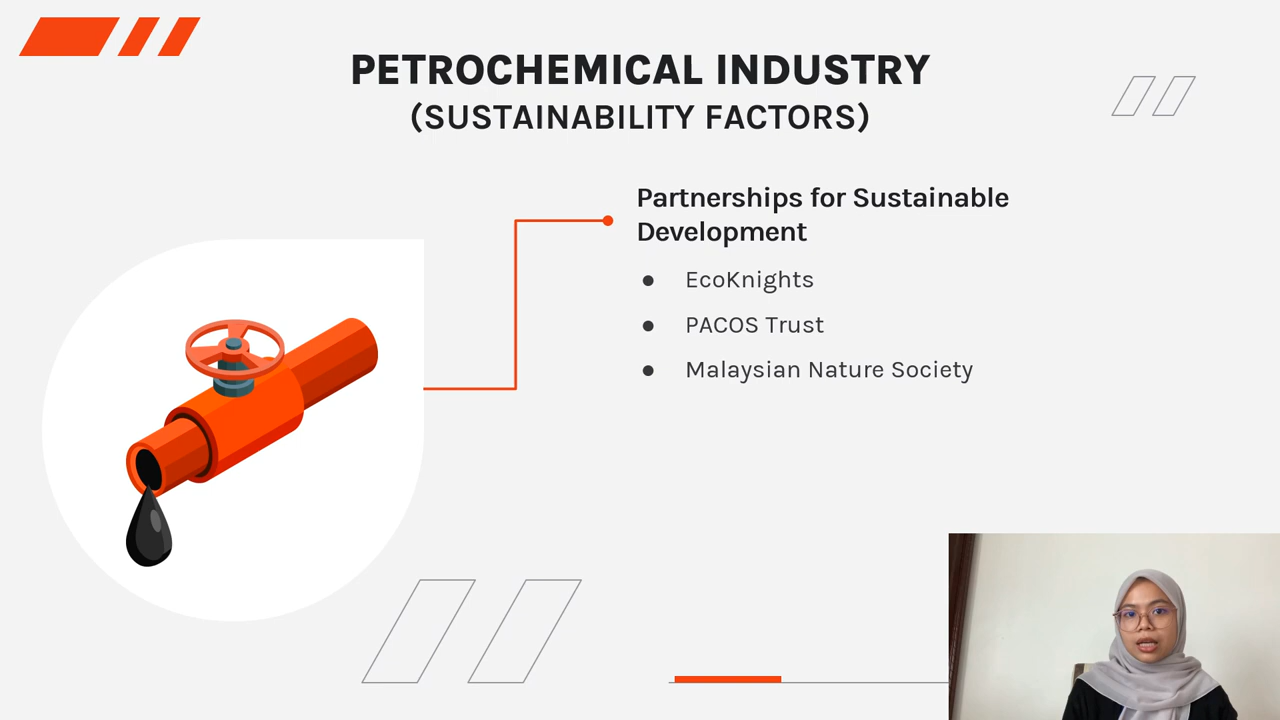 PETROCHEMICAL INDUSTRY
(SUSTAINABILITY FACTORS)
Partnerships for Sustainable
Development
● EcoKnights
● PACOS Trust
● Malaysian Nature Society